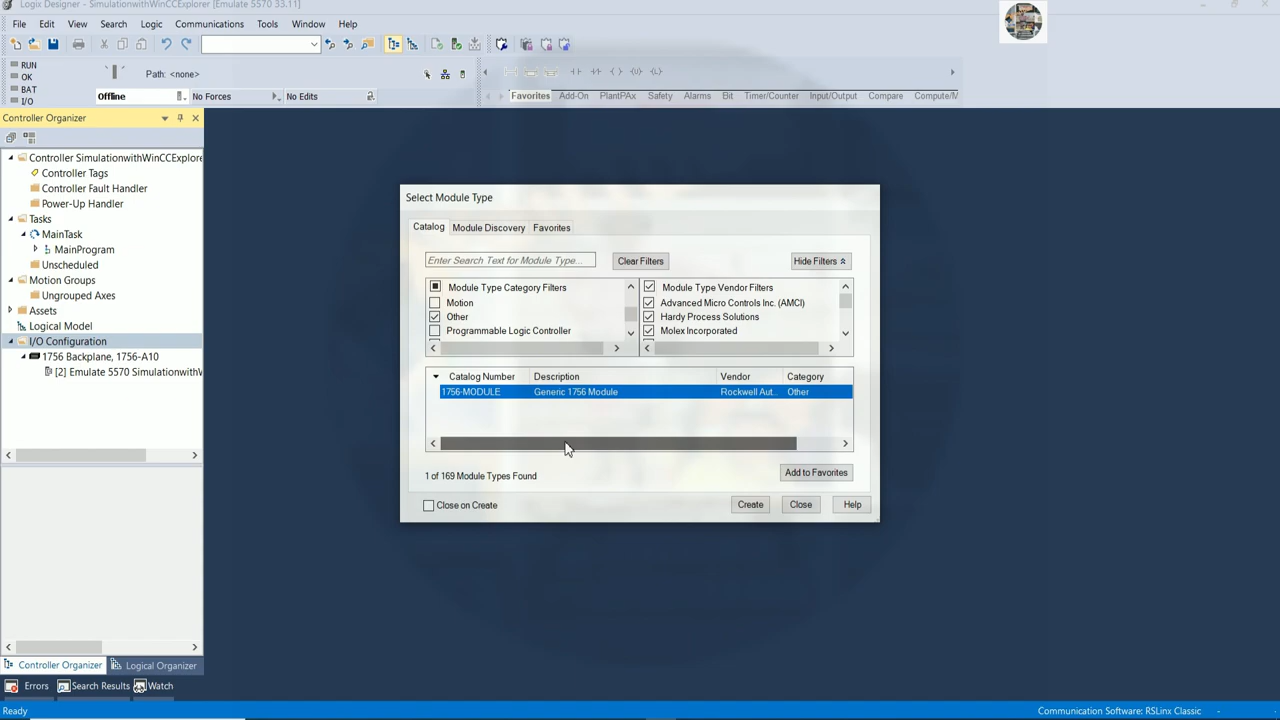 Logix Designer - SimulationwithWinCCExplorer [Emulate 5570 33.11]
File Edit View Search Logic Communications Tools Window Help
RUN
OK
BAT
I/O
Path: <none>
Offline No Forces No Edits
Favorites Add-On PlantPAx Safety Alarms Bit Timer/Counter Input/Output Compare Compute/M
Controller Organizer
Controller SimulationwithWinCCExplore
Controller Tags
Controller Fault Handler
Power-Up Handler
Tasks
MainTask
MainProgram
Unscheduled
Motion Groups
Ungrouped Axes
Assets
Logical Model
I/O Configuration
1756 Backplane, 1756-A10
[2] Emulate 5570 SimulationwithW
Select Module Type
Catalog Module Discovery Favorites
Enter Search Text for Module Type... Clear Filters Hide Filters
Module Type Category Filters
Motion
Other
Programmable Logic Controller
Module Type Vendor Filters
Advanced Micro Controls Inc. (AMCI)
Hardy Process Solutions
Molex Incorporated
Catalog Number Description Vendor Category
1756-MODULE Generic 1756 Module Rockwell Aut... Other
1 of 169 Module Types Found Add to Favorites
Close on Create Create Close Help
Controller Organizer Logical Organizer
Errors Search Results Watch
Ready Communication Software: RSLinx Classic -